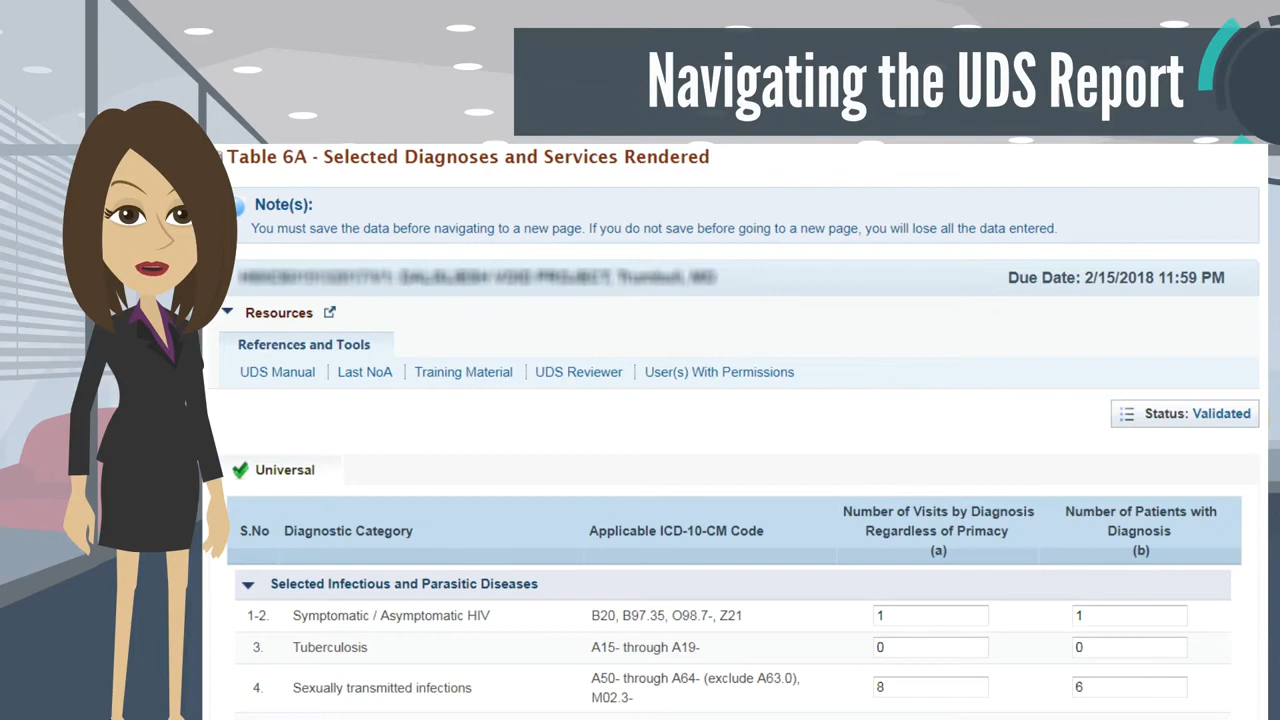 Navigating the UDS Report
Table 6A - Selected Diagnoses and Services Rendered
Note(s):
You must save the data before navigating to a new page. If you do not save before going to a new page, you will lose all the data entered.
Due Date: 2/15/2018 11:59 PM
Resources
References and Tools
UDS Manual Last NoA Training Material UDS Reviewer User(s) With Permissions
Status: Validated
Universal
S.No Diagnostic Category Applicable ICD-10-CM Code Number of Visits by Diagnosis Regardless of Primacy (a) Number of Patients with Diagnosis (b)
Selected Infectious and Parasitic Diseases
1-2. Symptomatic / Asymptomatic HIV B20, B97.35, O98.7-, Z21 1 1
3. Tuberculosis A15- through A19- 0 0
4. Sexually transmitted infections A50- through A64- (exclude A63.0), M02.3- 8 6